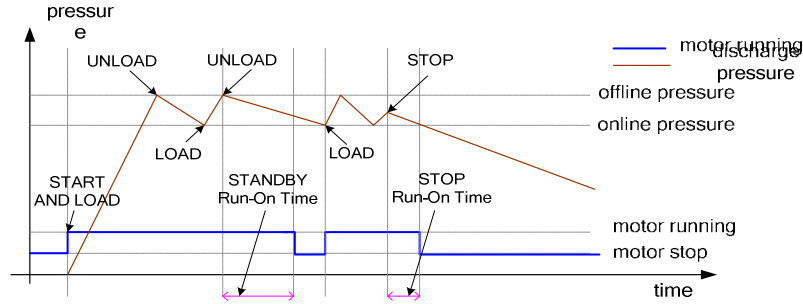 pressur
e
motor running
discharge
pressure
UNLOAD
UNLOAD
STOP
offline pressure
online pressure
LOAD
LOAD
START
AND LOAD
STANDBY
Run-On Time
STOP
Run-On Time
motor running
motor stop
time